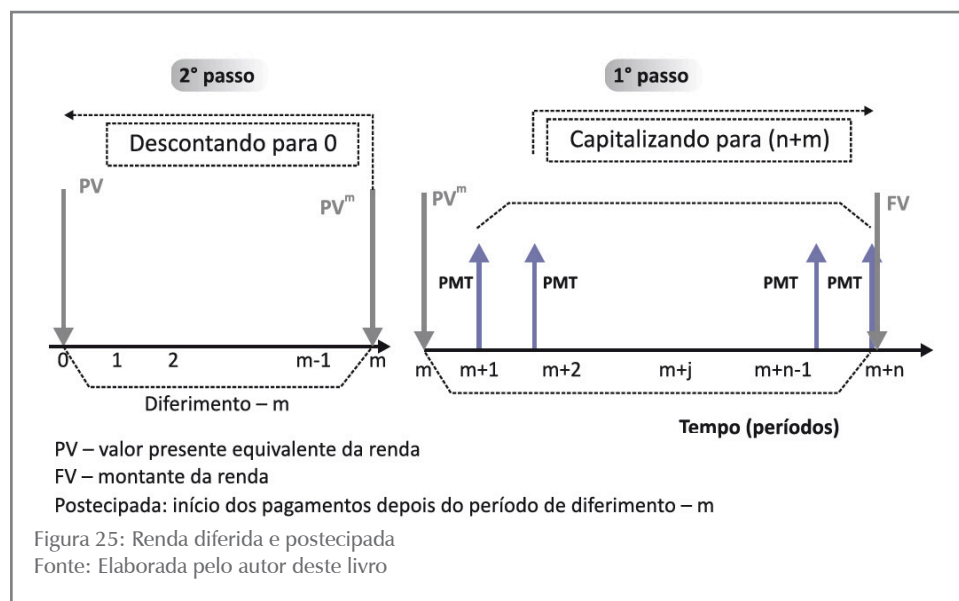 2° passo
1° passo
Descontando para 0
Capitalizando para (n+m)
PV
PVᵐ
PVᵐ
FV
PMT
PMT
PMT
PMT
0
1
2
m-1
m
m
m+1
m+2
m+j
m+n-1
m+n
Diferimento – m
Tempo (períodos)
PV – valor presente equivalente da renda
FV – montante da renda
Postecipada: início dos pagamentos depois do período de diferimento – m
Figura 25: Renda diferida e postecipada
Fonte: Elaborada pelo autor deste livro